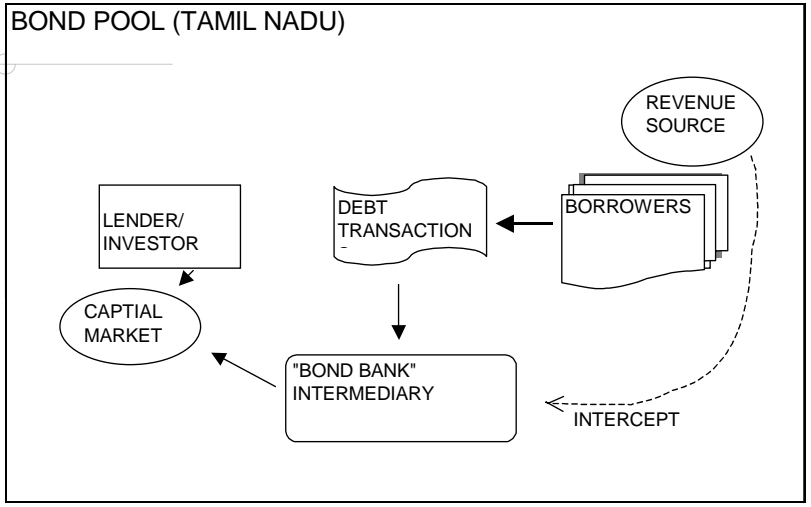 BOND POOL (TAMIL NADU)
REVENUE
SOURCE
LENDER/
INVESTOR
DEBT
TRANSACTION
BORROWERS
CAPTIAL
MARKET
"BOND BANK"
INTERMEDIARY
INTERCEPT